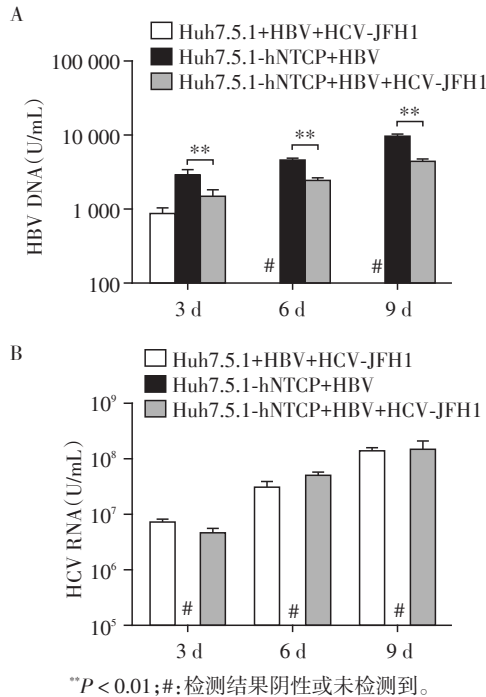 A
Huh7.5.1+HBV+HCV-JFH1
Huh7.5.1-hNTCP+HBV
Huh7.5.1-hNTCP+HBV+HCV-JFH1
HBV DNA(U/mL)
100 000
10 000
1 000
100
**
**
**
#
#
3 d
6 d
9 d
B
Huh7.5.1+HBV+HCV-JFH1
Huh7.5.1-hNTCP+HBV
Huh7.5.1-hNTCP+HBV+HCV-JFH1
HCV RNA(U/mL)
10⁹
10⁸
10⁷
10⁶
10⁵
#
#
#
3 d
6 d
9 d
**P < 0.01;#:检测结果阴性或未检测到。